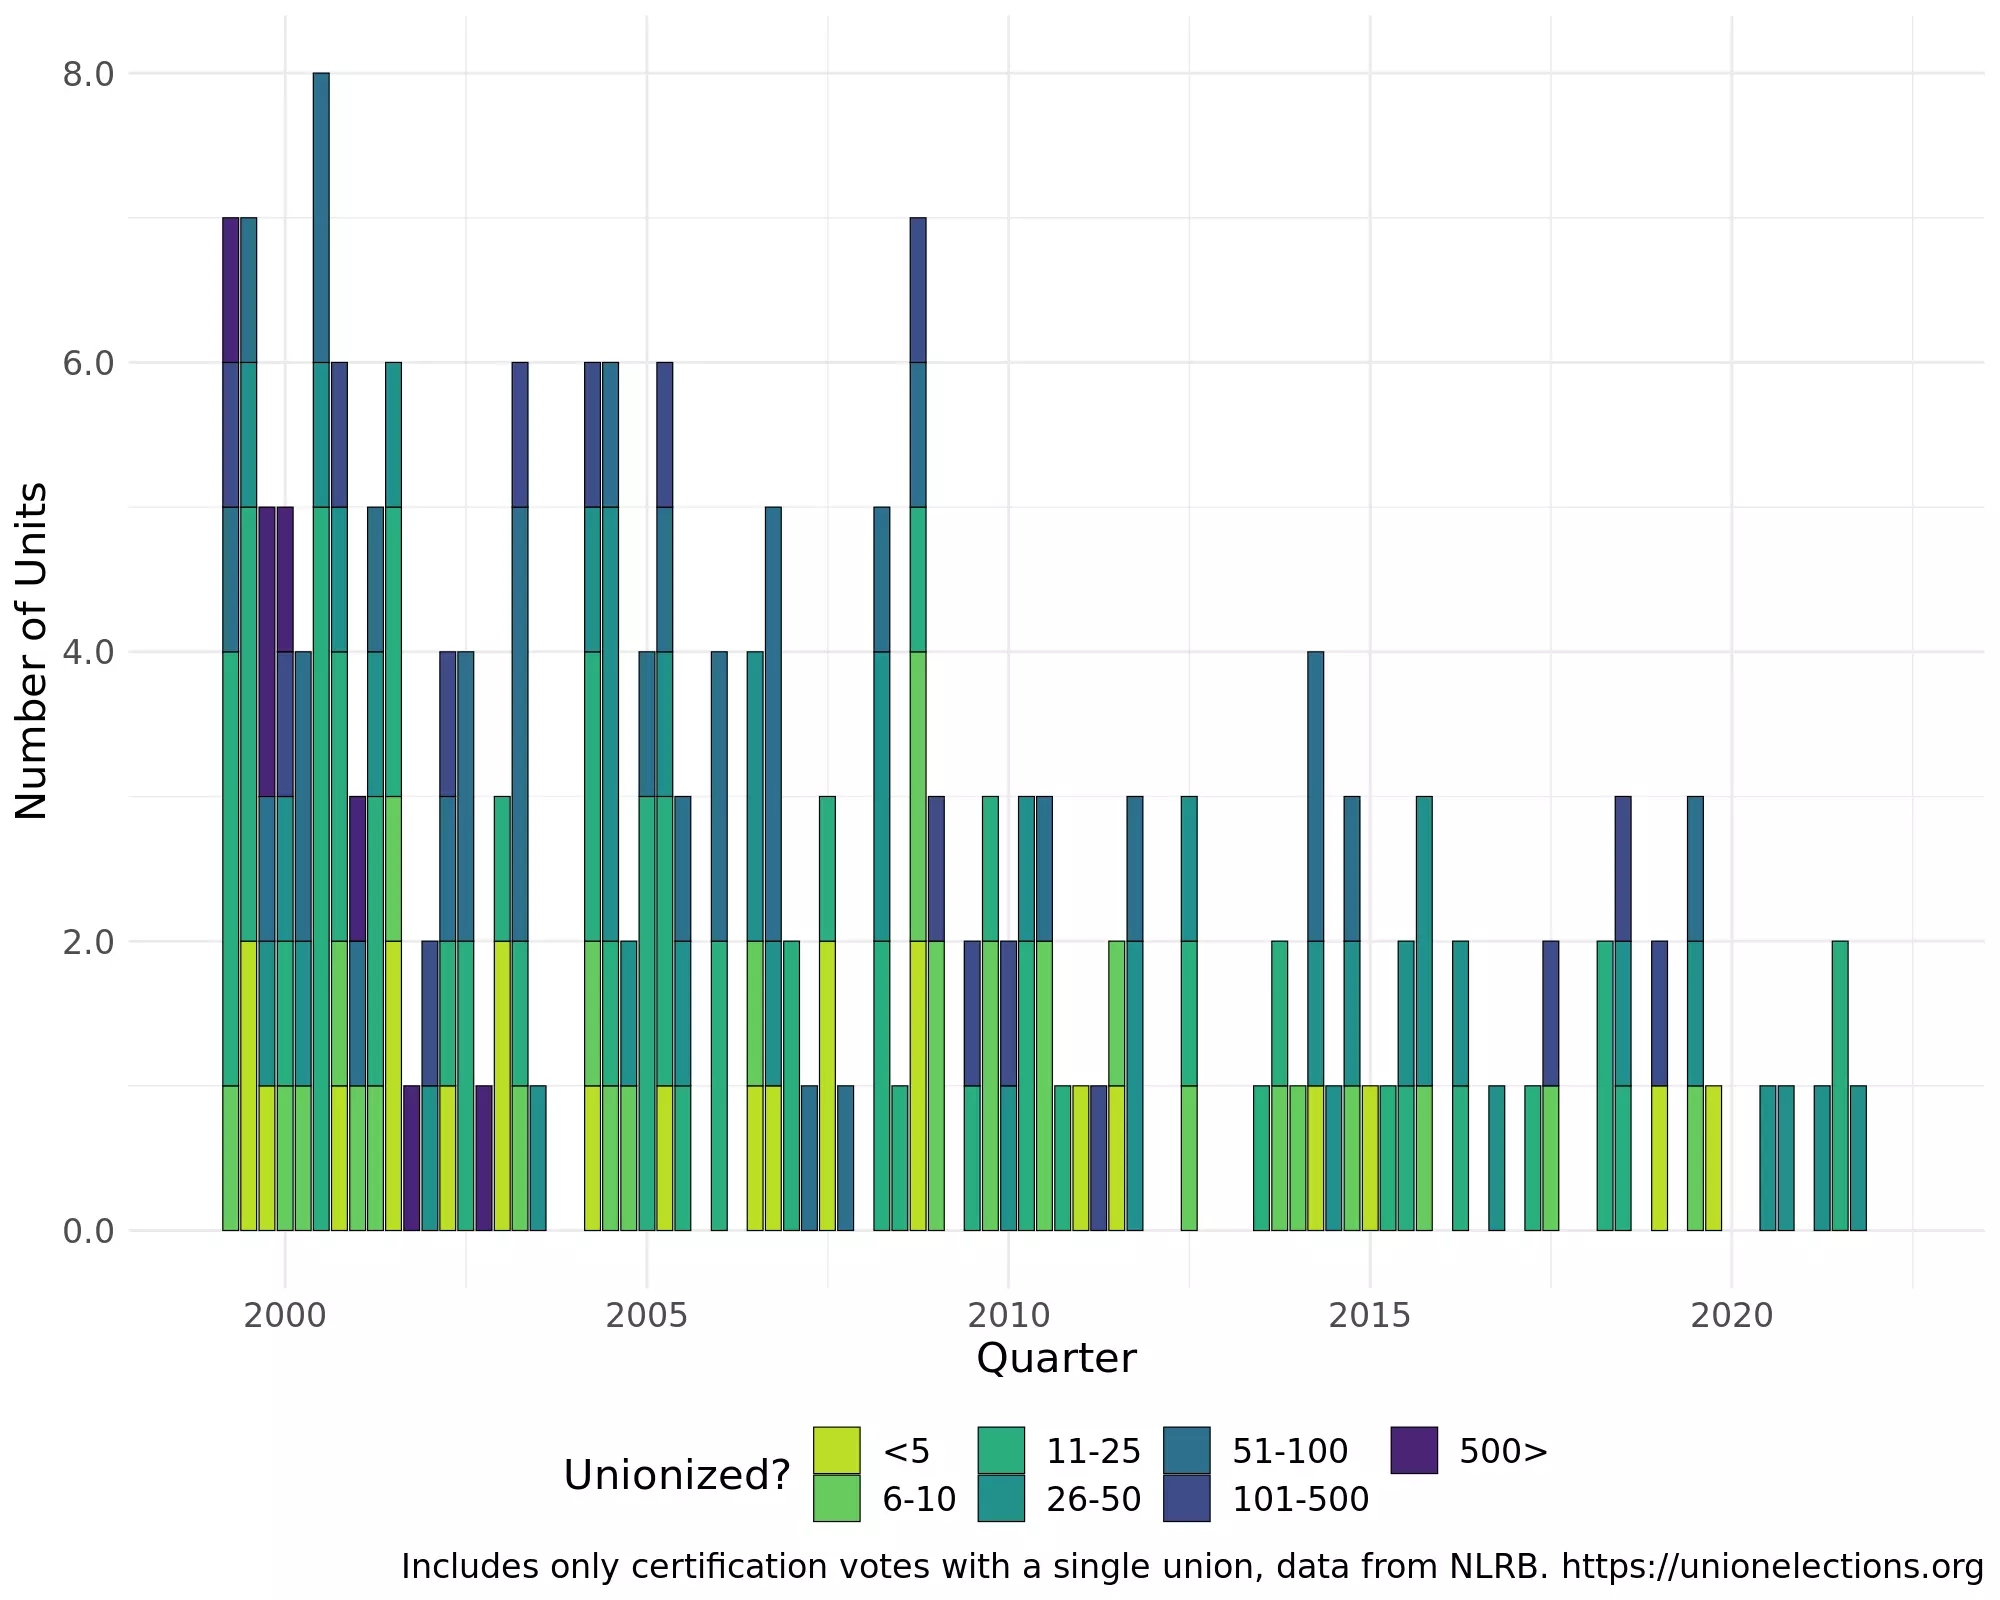 8.0
6.0
4.0
2.0
0.0
Number of Units
2000 2005 2010 2015 2020
Quarter
Unionized?
<5 11-25 51-100 500>
6-10 26-50 101-500
Includes only certification votes with a single union, data from NLRB. https://unionelections.org